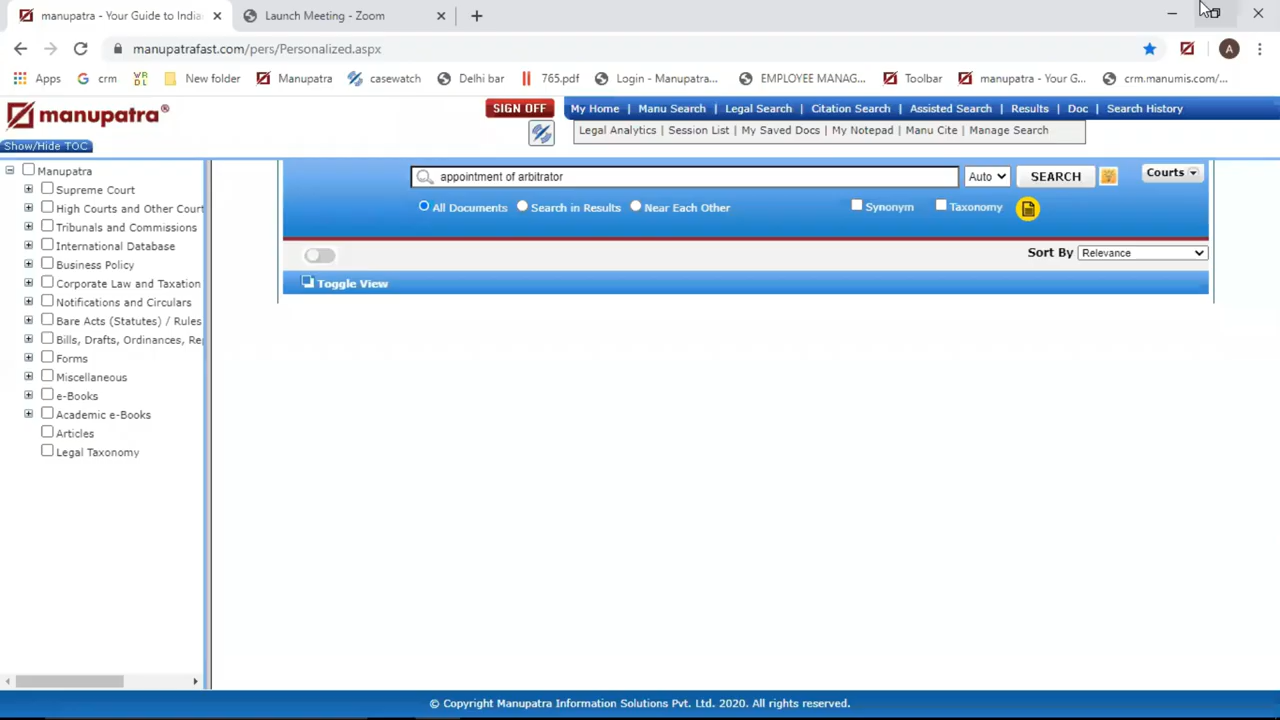 manupatra - Your Guide to India
Launch Meeting - Zoom
manupatrafast.com/pers/Personalized.aspx
A
Apps
crm
New folder
Manupatra
casewatch
Delhi bar
765.pdf
Login - Manupatra...
EMPLOYEE MANAG...
Toolbar
manupatra - Your G...
crm.manumis.com/...
manupatra®
SIGN OFF
My Home | Manu Search | Legal Search | Citation Search | Assisted Search | Results | Doc | Search History
Legal Analytics | Session List | My Saved Docs | My Notepad | Manu Cite | Manage Search
Show/Hide TOC
Manupatra
Supreme Court
High Courts and Other Court
Tribunals and Commissions
International Database
Business Policy
Corporate Law and Taxation
Notifications and Circulars
Bare Acts (Statutes) / Rules
Bills, Drafts, Ordinances, Re
Forms
Miscellaneous
e-Books
Academic e-Books
Articles
Legal Taxonomy
appointment of arbitrator
Auto
SEARCH
Courts
All Documents
Search in Results
Near Each Other
Synonym
Taxonomy
Sort By
Relevance
Toggle View
© Copyright Manupatra Information Solutions Pvt. Ltd. 2020. All rights reserved.